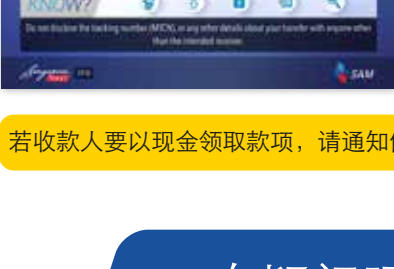 KNOW?
Do not disclose the tracking number (MTCN), or any other details about your transfer with anyone other
than the intended receiver.
SAM
若收款人要以现金领取款项，请通知